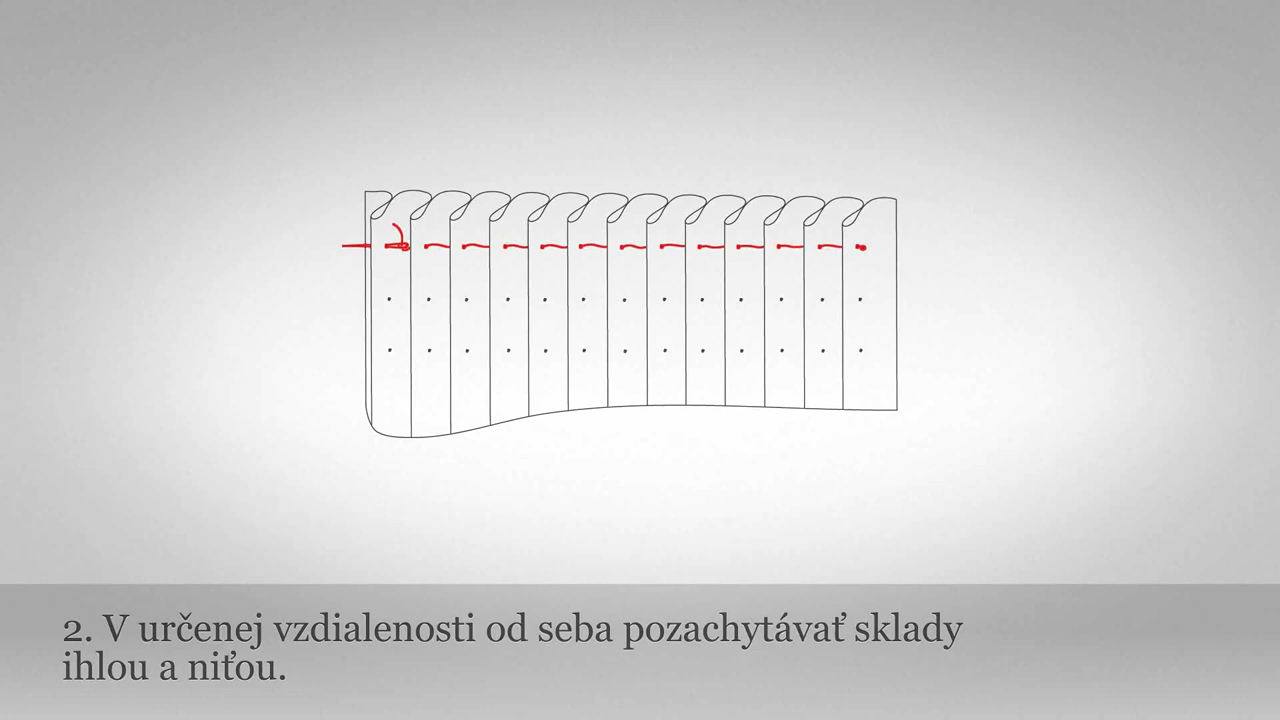 2. V určenej vzdialenosti od seba pozachytávať sklady
ihlou a niťou.